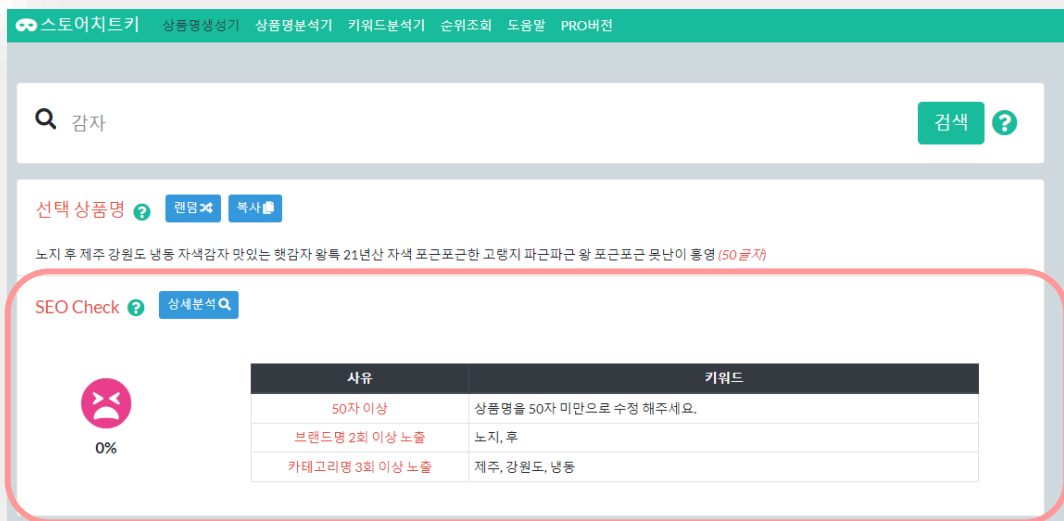 스토어치트키 상품명생성기 상품명분석기 키워드분석기 순위조회 도움말 PRO버전
감자 검색 ?
선택 상품명 ? 랜덤 복사
노지 후 제주 강원도 냉동 자색감자 맛있는 햇감자 왕특 21년산 자색 포근포근한 고랭지 파근파근 왕 포근포근 못난이 홍영 (50 글자)
SEO Check ? 상세분석
사유 키워드
50자 이상 상품명을 50자 미만으로 수정 해주세요.
브랜드명 2회 이상 노출 노지, 후
0%
카테고리명 3회 이상 노출 제주, 강원도, 냉동